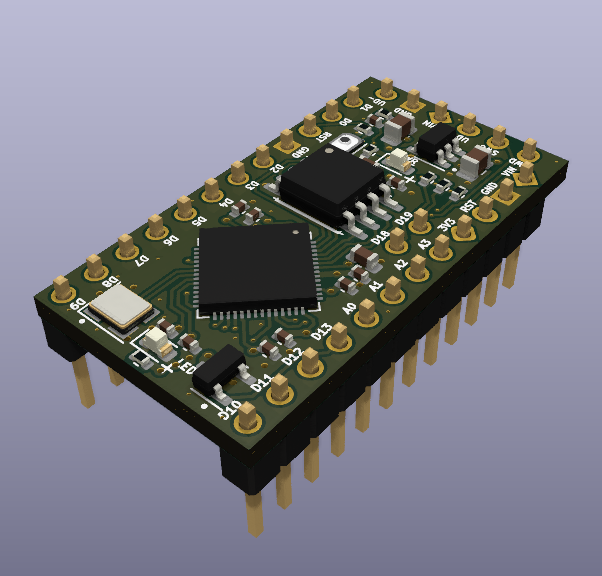 D1
D0
RST
GND
D2
D3
D4
D5
D6
D7
D8
D9
VIN
GND
RST
3V3
D19
D18
A3
A2
A1
A0
D13
D12
D11
D10
+
+